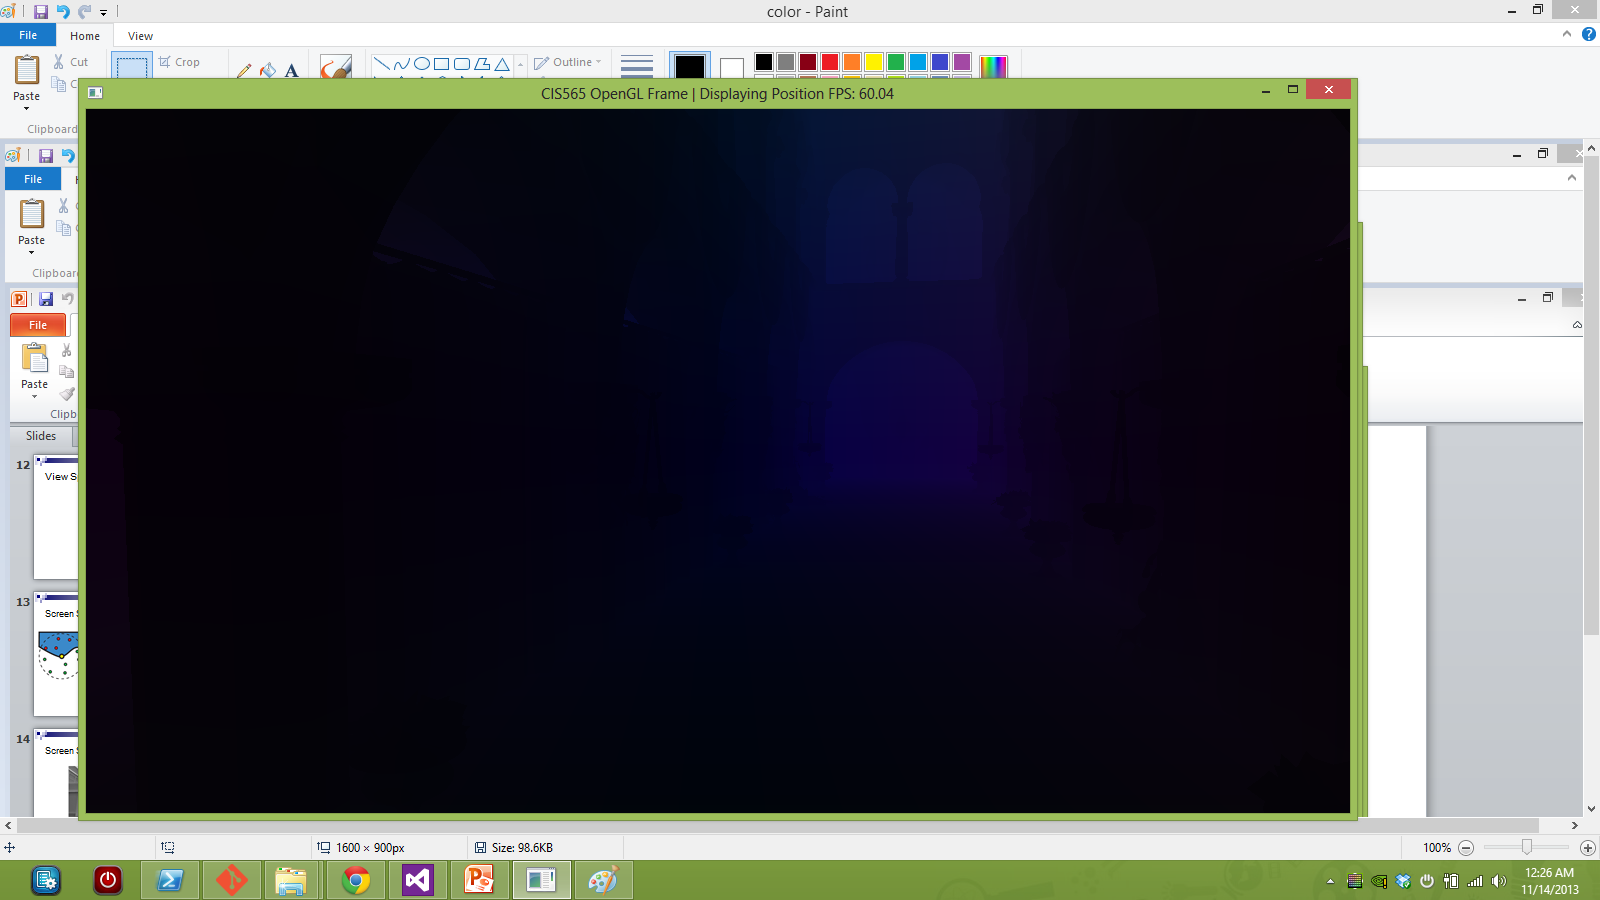 color - Paint
File Home View
Paste
Cut
Crop
Outline
Clipboard
CIS565 OpenGL Frame | Displaying Position FPS: 60.04
File
Paste
File
Paste
Slides
12
View
13
Screen
14
Screen
1600 × 900px
Size: 98.6KB
100%
12:26 AM
11/14/2013